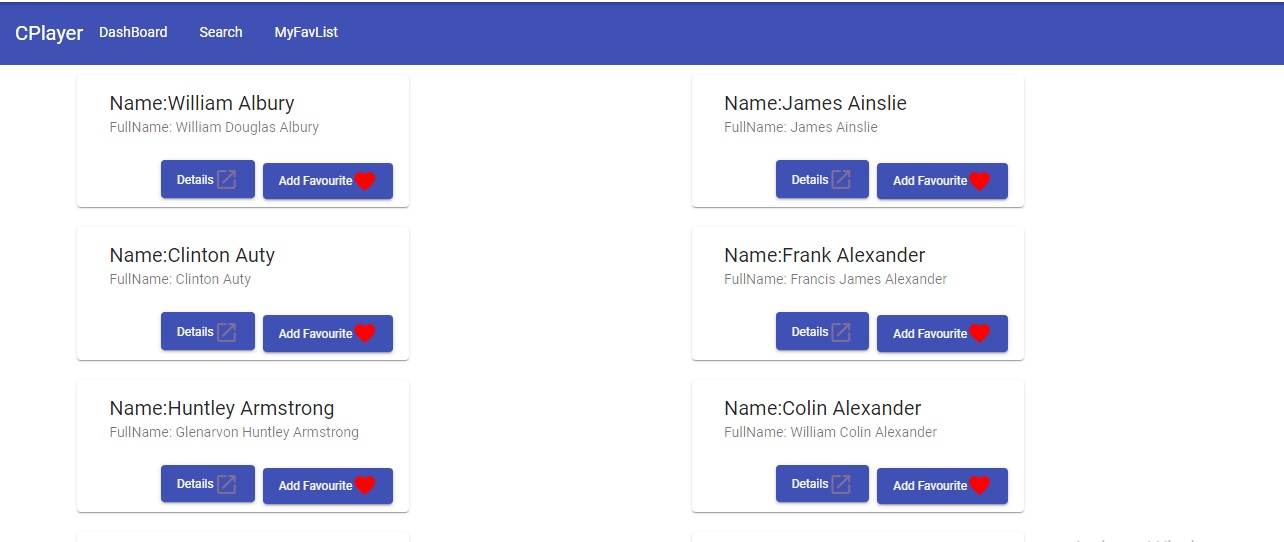 CPlayer DashBoard Search MyFavList
Name:William Albury
FullName: William Douglas Albury
Details Add Favourite
Name:James Ainslie
FullName: James Ainslie
Details Add Favourite
Name:Clinton Auty
FullName: Clinton Auty
Details Add Favourite
Name:Frank Alexander
FullName: Francis James Alexander
Details Add Favourite
Name:Huntley Armstrong
FullName: Glenarvon Huntley Armstrong
Details Add Favourite
Name:Colin Alexander
FullName: William Colin Alexander
Details Add Favourite